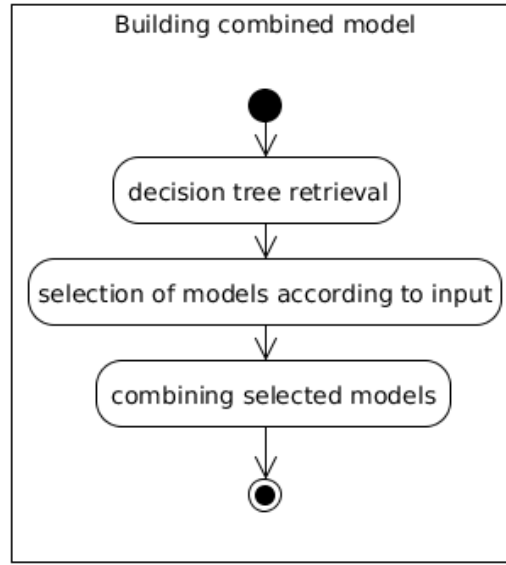 Building combined model
decision tree retrieval
selection of models according to input
combining selected models